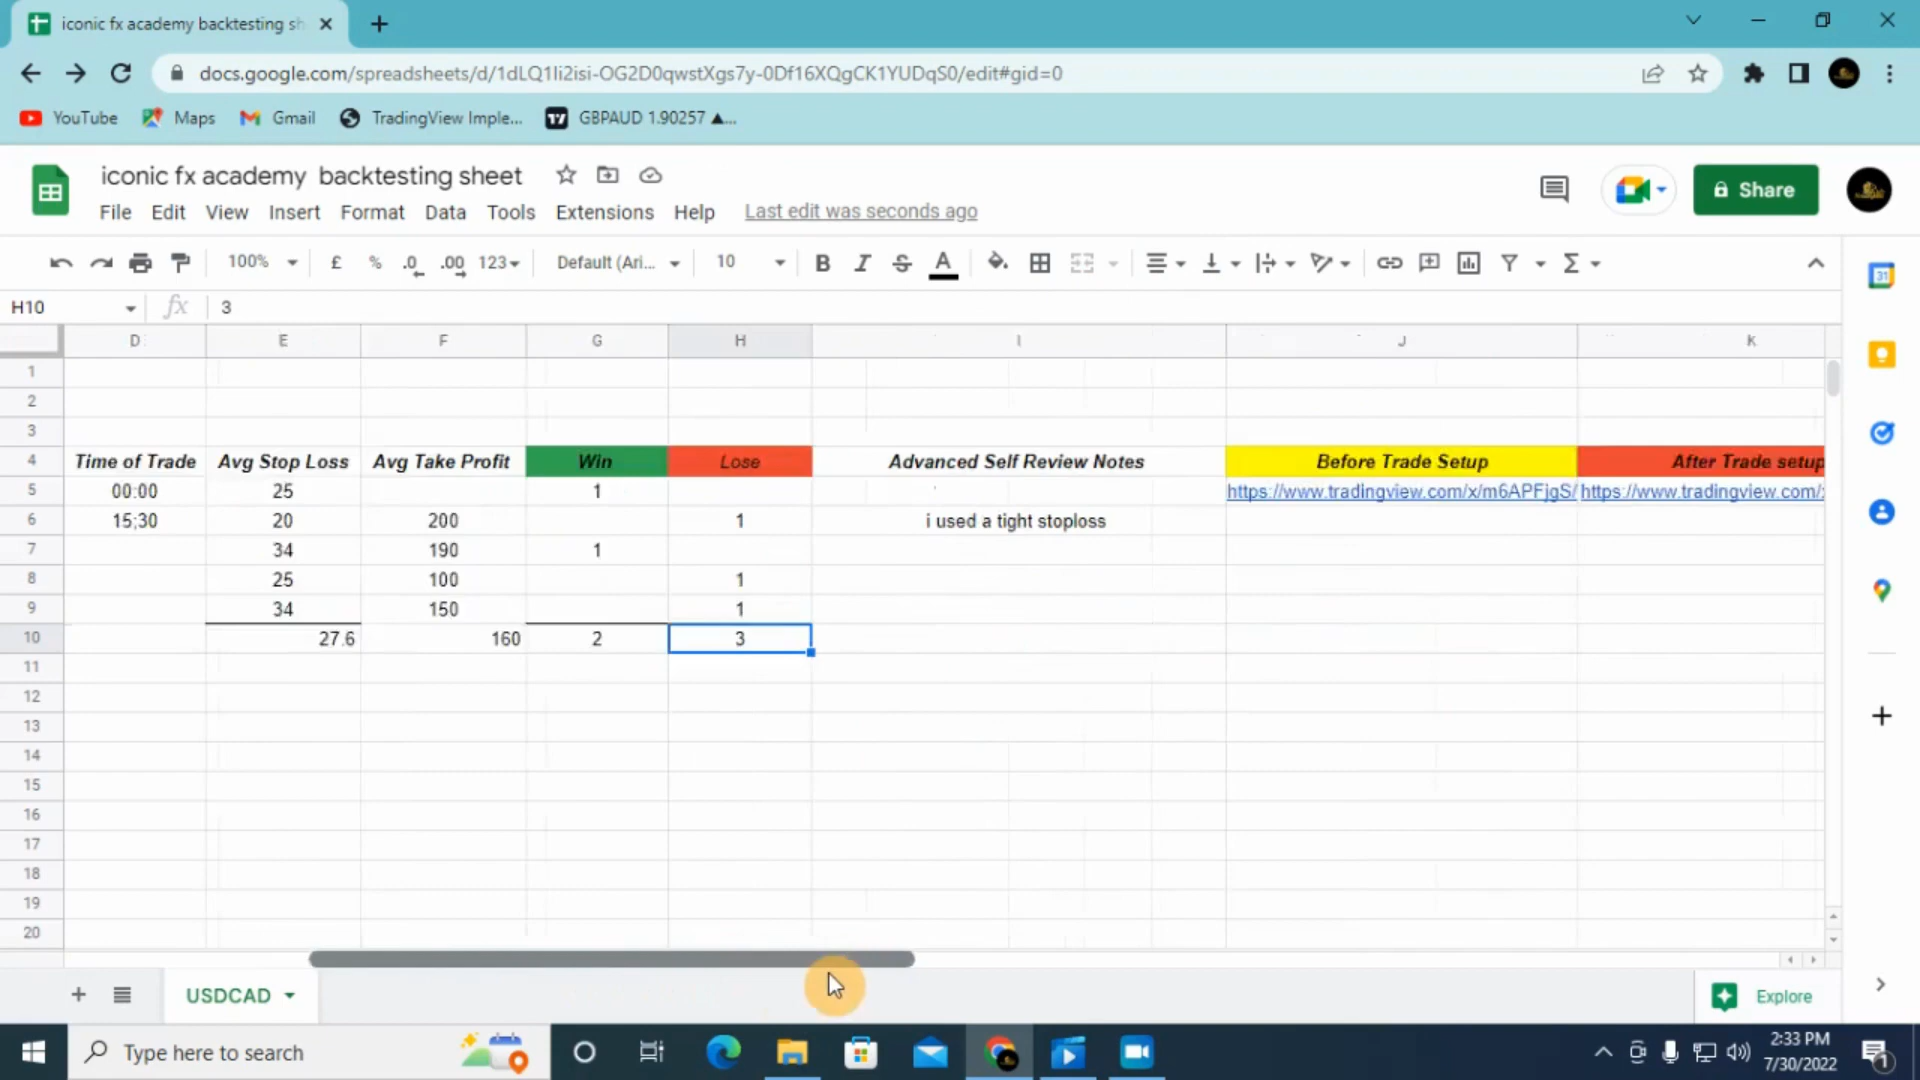 iconic fx academy backtesting sh
docs.google.com/spreadsheets/d/1dLQ1li2isi-OG2D0qwstXgs7y-0Df16XQgCK1YUDqS0/edit#gid=0
YouTube Maps Gmail TradingView Imple... GBPAUD 1.90257 ▲...
iconic fx academy backtesting sheet
File Edit View Insert Format Data Tools Extensions Help Last edit was seconds ago
Share
100% £ % .0 .00 123 Default (Ari... 10 B I S A
H10 fx 3
D E F G H I J K
1
2
3
4 Time of Trade Avg Stop Loss Avg Take Profit Win Lose Advanced Self Review Notes Before Trade Setup After Trade setup
5 00:00 25 1 https://www.tradingview.com/x/m6APFjgS/ https://www.tradingview.com/x
6 15;30 20 200 1 i used a tight stoploss
7 34 190 1
8 25 100 1
9 34 150 1
10 27.6 160 2 3
11
12
13
14
15
16
17
18
19
20
USDCAD
Explore
Type here to search
2:33 PM
7/30/2022
1
31